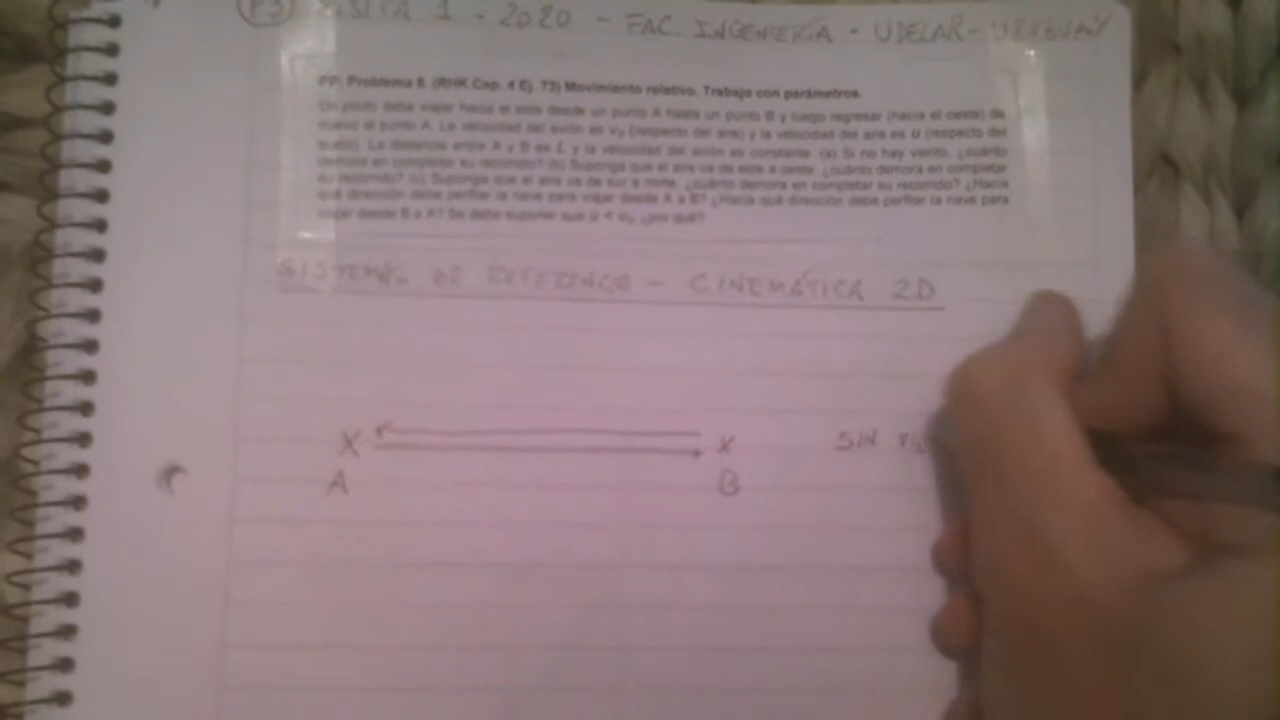 P3 FÍSICA 1 - 2020 - FAC. INGENIERÍA - UDELAR - URUGUAY
PP: Problema 8. (RHK Cap. 4 Ej. 73) Movimiento relativo. Trabajo con parámetros.
Un piloto debe viajar hacia el este desde un punto A hasta un punto B y luego regresar (hacia el oeste) de
nuevo al punto A. La velocidad del avión es v (respecto del aire) y la velocidad del aire es u (respecto del
suelo). La distancia entre A y B es L y la velocidad del avión es constante. (a) Si no hay viento, ¿cuánto
demora en completar su recorrido? (b) Suponga que el aire va de este a oeste, ¿cuánto demora en completar
su recorrido? (c) Suponga que el aire va de sur a norte, ¿cuánto demora en completar su recorrido? ¿Hacia
qué dirección debe perfilar la nave para viajar desde A a B? ¿Hacia qué dirección debe perfilar la nave para
viajar desde B a A? Se debe suponer que u < v ¿por qué?
SISTEMAS DE REFERENCIA - CINEMÁTICA 2D
X X SIN
A B